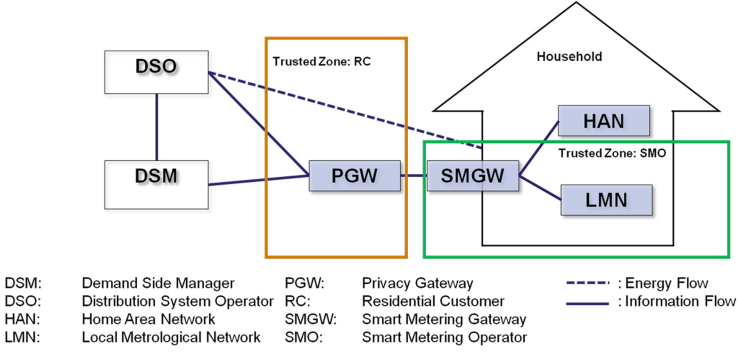 Household
DSO
Trusted Zone: RC
HAN
Trusted Zone: SMO
DSM
PGW
SMGW
LMN
DSM: Demand Side Manager PGW: Privacy Gateway : Energy Flow
DSO: Distribution System Operator RC: Residential Customer : Information Flow
HAN: Home Area Network SMGW: Smart Metering Gateway
LMN: Local Metrological Network SMO: Smart Metering Operator